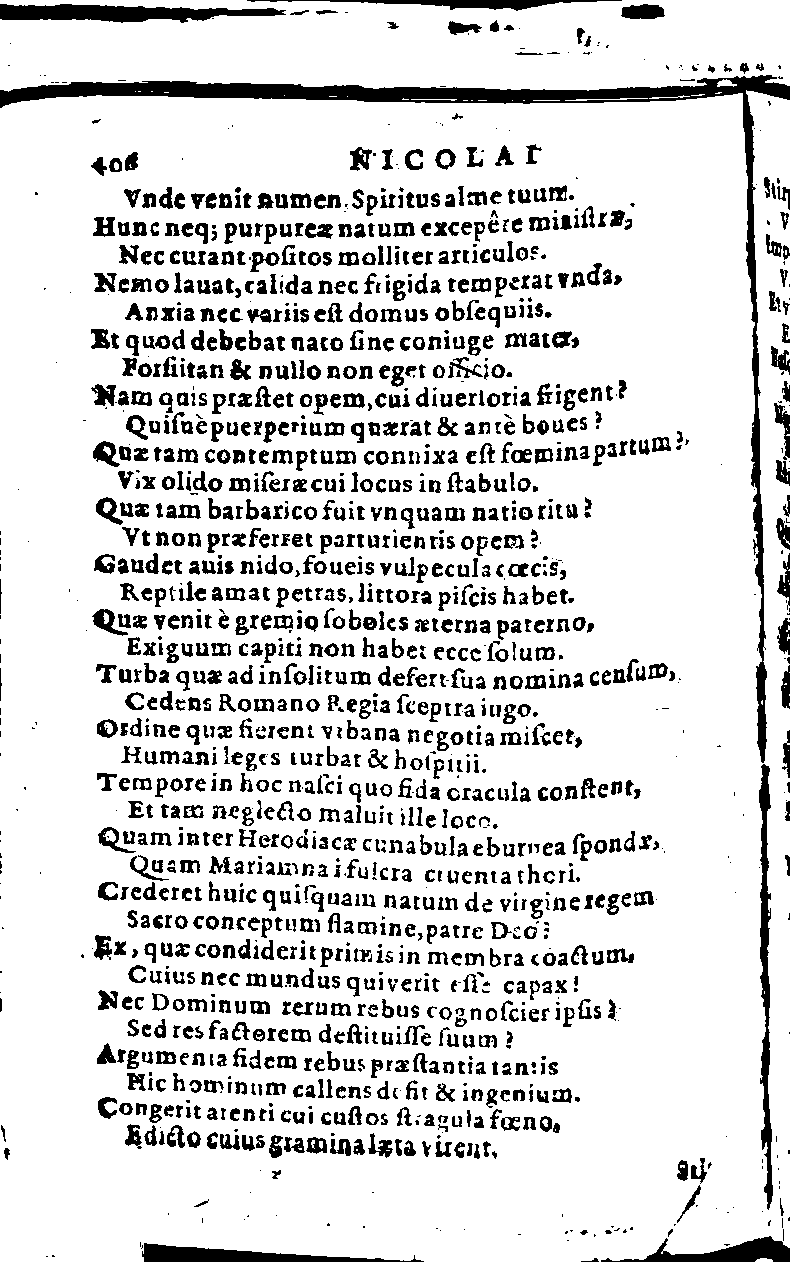 406 NICOLAI
Vnde venit numen, Spiritus alme tuum.
Hunc neq; purpureæ natum excepêre ministræ,
Nec curant positos molliter articulos.
Nemo lauat, calida nec frigida temperat vnda,
Anxia nec variis est domus obsequiis.
Et quod debebat nato sine coniuge mater,
Forsiitan & nullo non eget officio.
Nam quis præstet opem, cui diuersoria frigent?
Quisuè puerperium quærat & antè boues?
Quæ tam contemptum connixa est fœmina partum?
Vix olido miseræ cui locus in stabulo.
Quæ tam barbarico fuit vnquam natio ritu?
Vt non præferret parturientis opem?
Gaudet auis nido, foueis vulpecula cœcis,
Reptile amat petras, littora piscis habet.
Quæ venit è gremio soboles æterna paterno,
Exiguum capiti non habet ecce solum.
Turba quæ ad insolitum defert sua nomina censum,
Cedens Romano Regia sceptra iugo.
Ordine quæ fierent vrbana negotia miscet,
Humani leges turbat & hospitii.
Tempore in hoc nasci quo fida oracula constent,
Et tam neglecto maluit ille loco.
Quam inter Herodiacæ cunabula eburnea spondæ,
Quam Mariamnai fulcra cruenta thori.
Crederet huic quisquam natum de virgine regem
Sacro conceptum flamine, patre Deo?
Ex, quæ condiderit primis in membra coactum,
Cuius nec mundus quiverit esse capax!
Nec Dominum rerum rebus cognoscier ipsis?
Sed res factorem destituisse suum?
Argumenta fidem rebus præstantia tantis
Hic hominum callens desit & ingenium.
Congerit arenti cui custos stragula fœno,
Edicto cuius gramina læta virent.